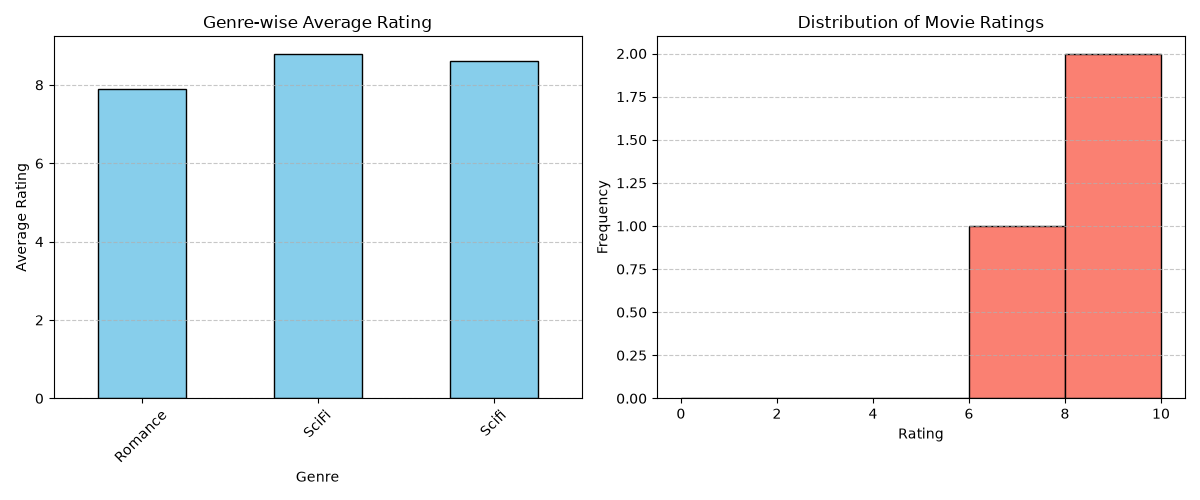 Genre-wise Average Rating
Average Rating
8
6
4
2
0
Romance
SciFi
Scifi
Genre
Distribution of Movie Ratings
Frequency
2.00
1.75
1.50
1.25
1.00
0.75
0.50
0.25
0.00
0 2 4 6 8 10
Rating